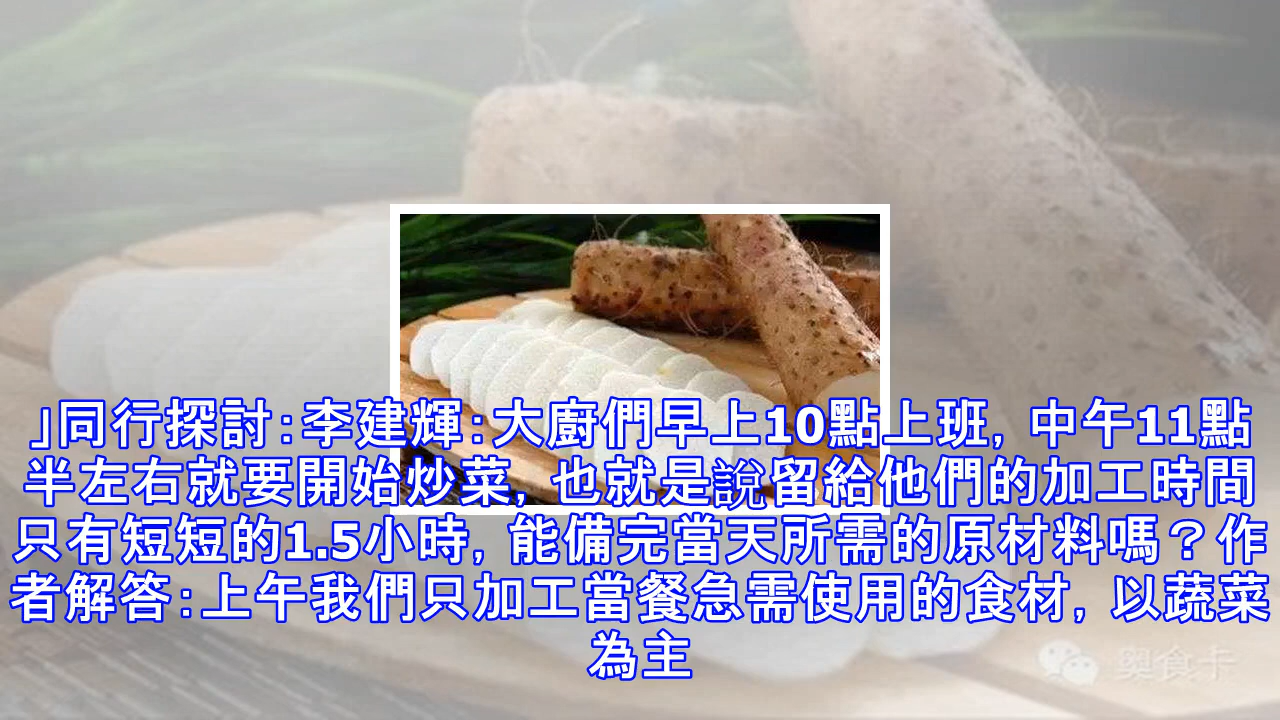 」同行探討：李建輝：大廚們早上10點上班，中午11點
半左右就要開始炒菜，也就是說留給他們的加工時間
只有短短的1.5小時，能備完當天所需的原材料嗎？作
者解答：上午我們只加工當餐急需使用的食材，以蔬菜
為主
奧食卡